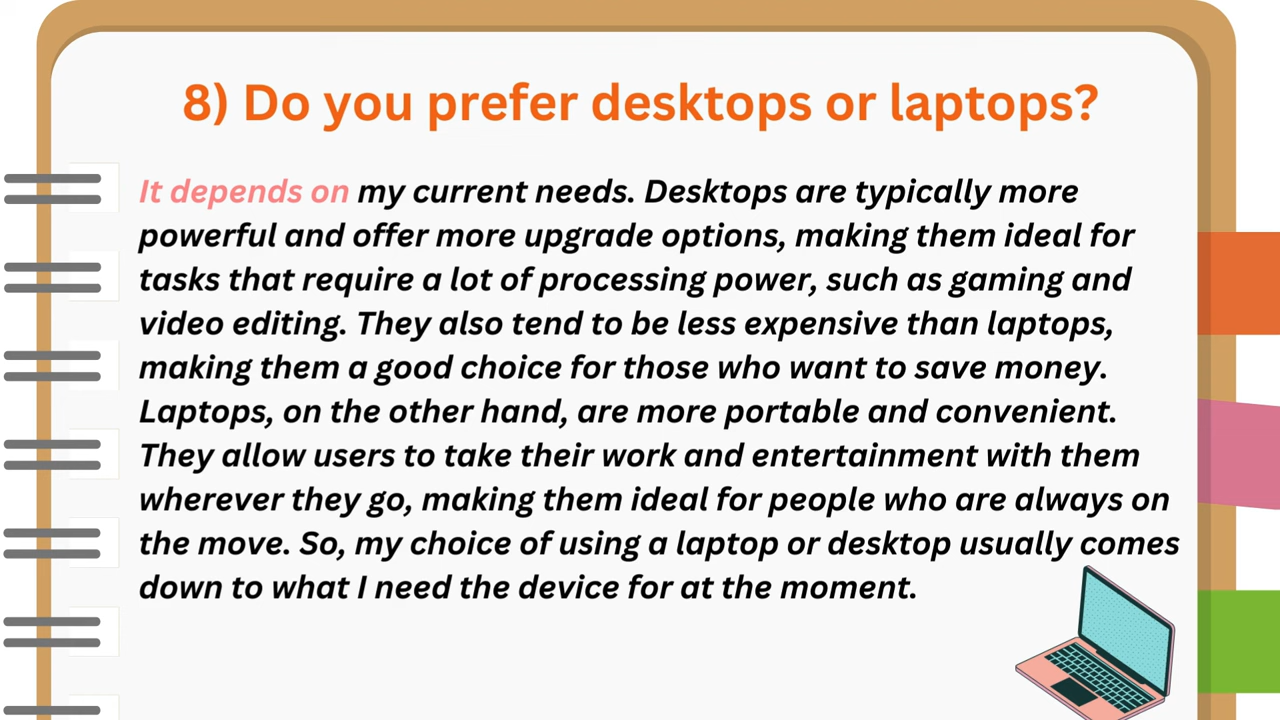 8) Do you prefer desktops or laptops?
It depends on my current needs. Desktops are typically more
powerful and offer more upgrade options, making them ideal for
tasks that require a lot of processing power, such as gaming and
video editing. They also tend to be less expensive than laptops,
making them a good choice for those who want to save money.
Laptops, on the other hand, are more portable and convenient.
They allow users to take their work and entertainment with them
wherever they go, making them ideal for people who are always on
the move. So, my choice of using a laptop or desktop usually comes
down to what I need the device for at the moment.